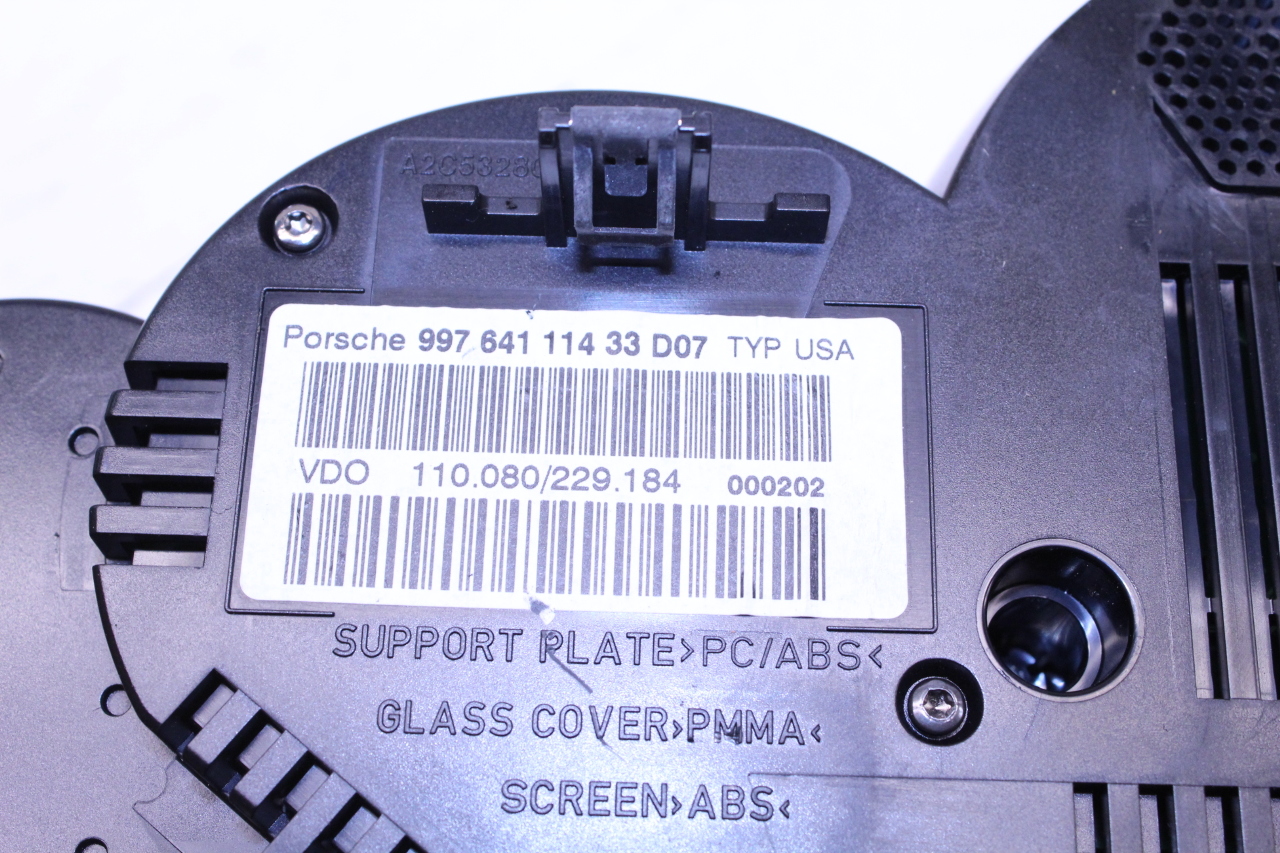 A2C5328
Porsche 997 641 114 33 D07 TYP USA
VDO 110.080/229.184 000202
SUPPORT PLATE>PC/ABS<
GLASS COVER>PMMA<
SCREEN>ABS<